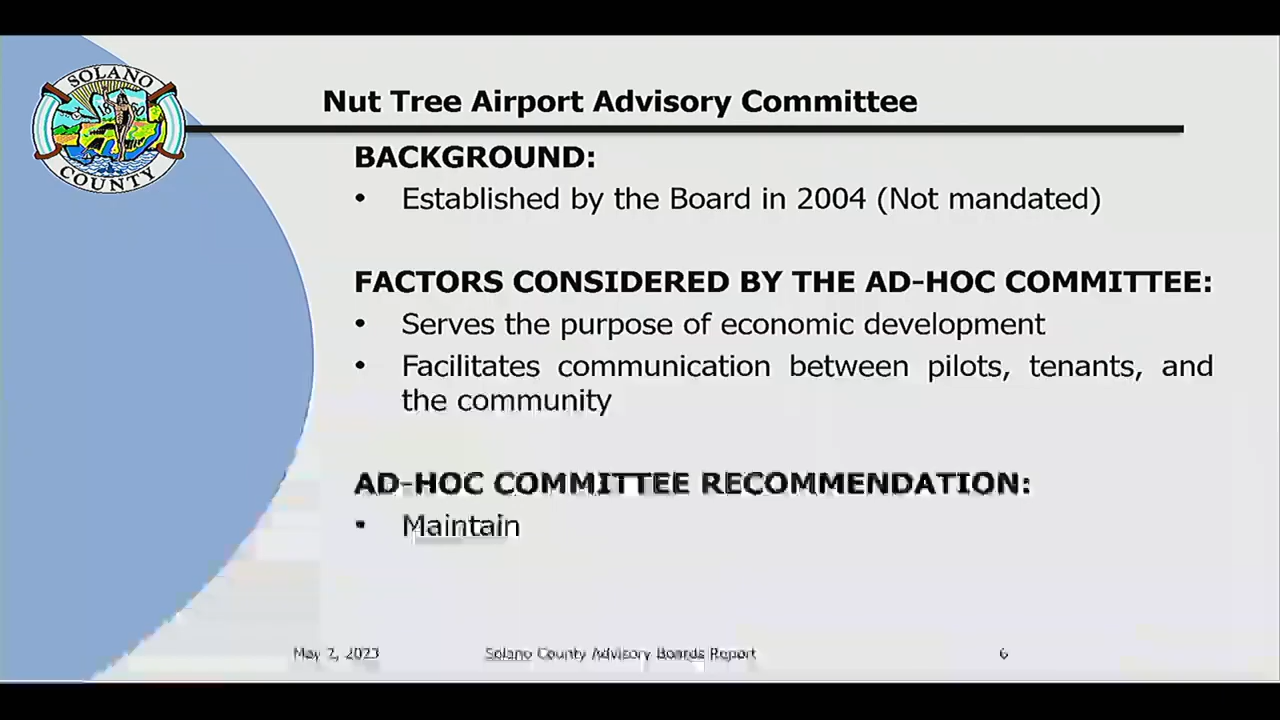 SOLANO
1850
COUNTY
Nut Tree Airport Advisory Committee
BACKGROUND:
• Established by the Board in 2004 (Not mandated)
FACTORS CONSIDERED BY THE AD-HOC COMMITTEE:
• Serves the purpose of economic development
• Facilitates communication between pilots, tenants, and
the community
AD-HOC COMMITTEE RECOMMENDATION:
• Maintain
May 2, 2023 Solano County Advisory Boards Report 6